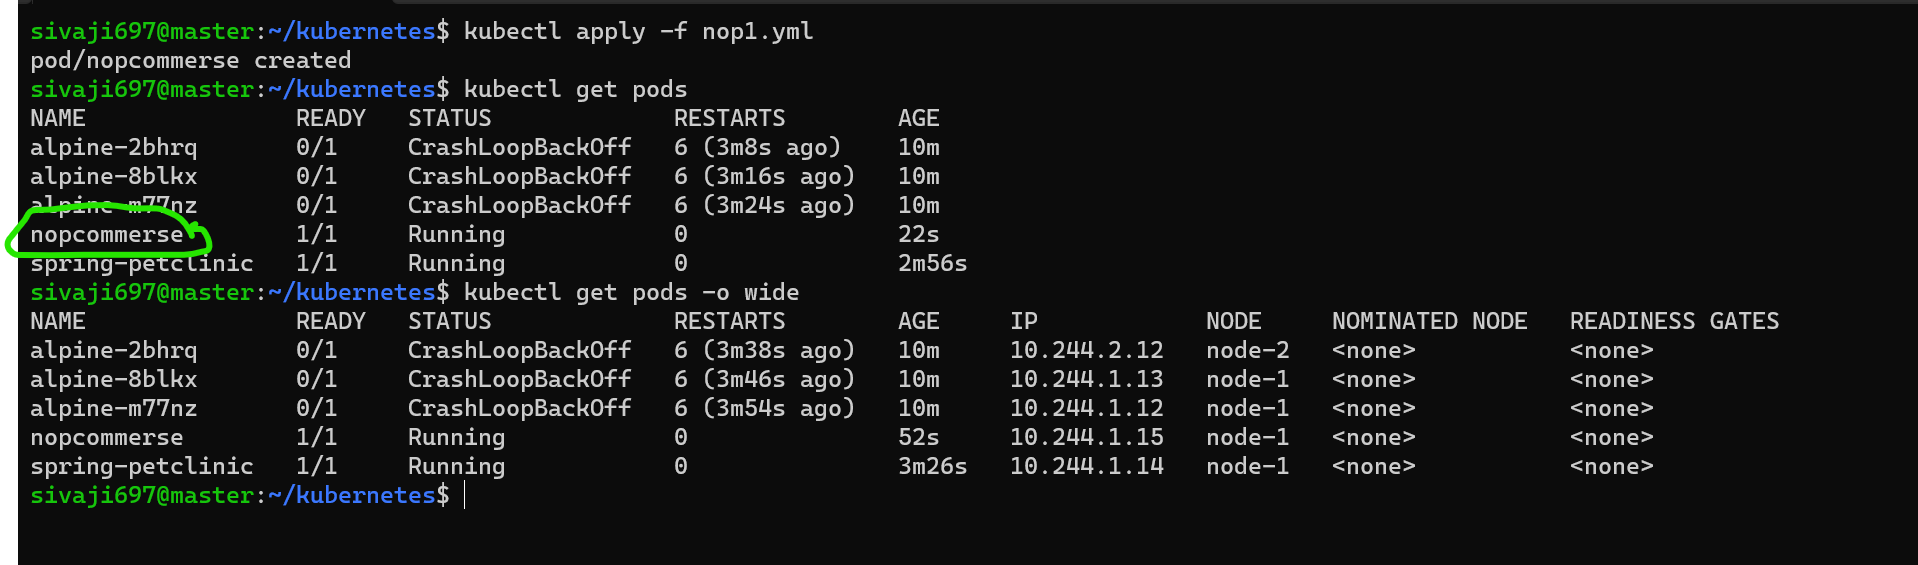 sivaji697@master:~/kubernetes$ kubectl apply -f nop1.yml
pod/nopcommerse created
sivaji697@master:~/kubernetes$ kubectl get pods
NAME READY STATUS RESTARTS AGE
alpine-2bhrq 0/1 CrashLoopBackOff 6 (3m8s ago) 10m
alpine-8blkx 0/1 CrashLoopBackOff 6 (3m16s ago) 10m
alpine-m77nz 0/1 CrashLoopBackOff 6 (3m24s ago) 10m
nopcommerse 1/1 Running 0 22s
spring-petclinic 1/1 Running 0 2m56s
sivaji697@master:~/kubernetes$ kubectl get pods -o wide
NAME READY STATUS RESTARTS AGE IP NODE NOMINATED NODE READINESS GATES
alpine-2bhrq 0/1 CrashLoopBackOff 6 (3m38s ago) 10m 10.244.2.12 node-2 <none> <none>
alpine-8blkx 0/1 CrashLoopBackOff 6 (3m46s ago) 10m 10.244.1.13 node-1 <none> <none>
alpine-m77nz 0/1 CrashLoopBackOff 6 (3m54s ago) 10m 10.244.1.12 node-1 <none> <none>
nopcommerse 1/1 Running 0 52s 10.244.1.15 node-1 <none> <none>
spring-petclinic 1/1 Running 0 3m26s 10.244.1.14 node-1 <none> <none>
sivaji697@master:~/kubernetes$